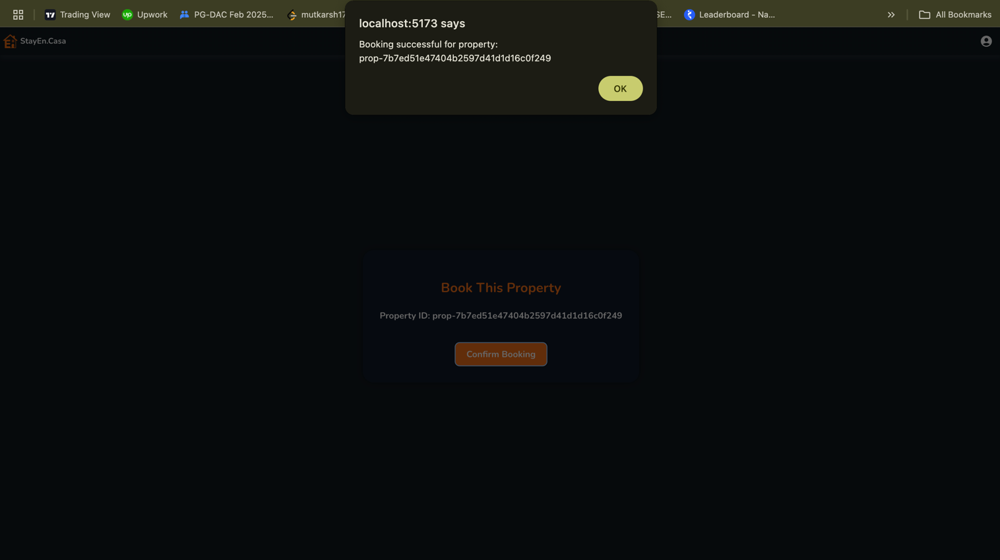 Trading View
Upwork
PG-DAC Feb 2025...
mutkarsh17
SE...
Leaderboard - Na...
All Bookmarks
localhost:5173 says
Booking successful for property:
prop-7b7ed51e47404b2597d41d1d16c0f249
OK
StayEn.Casa
Book This Property
Property ID: prop-7b7ed51e47404b2597d41d1d16c0f249
Confirm Booking